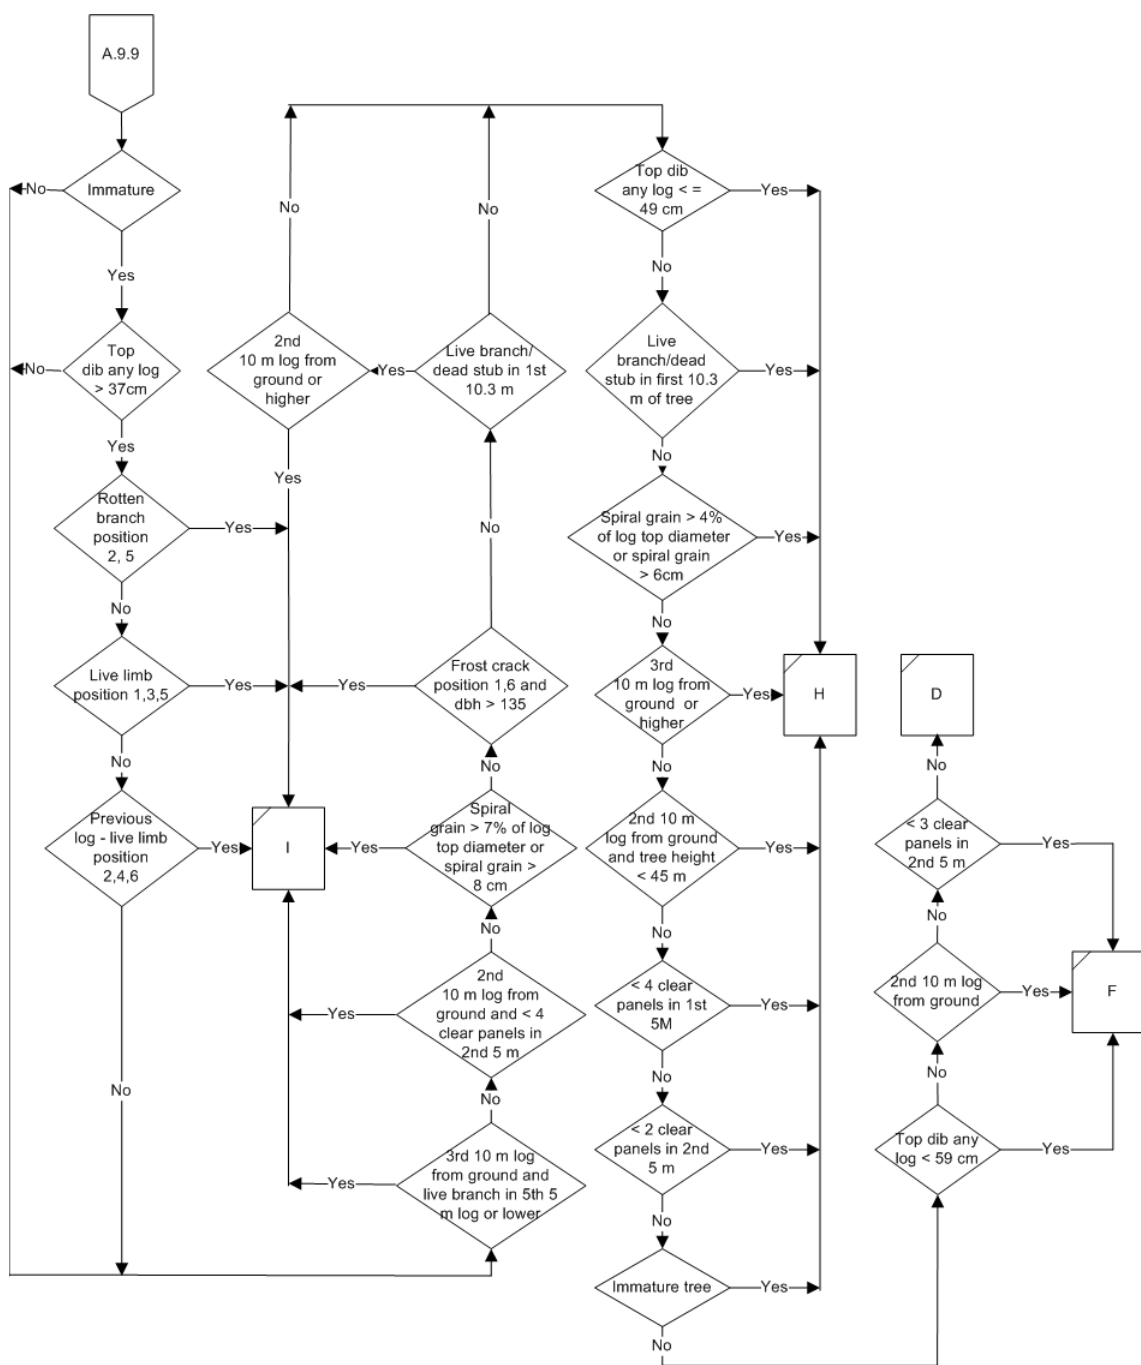 A.9.9
Immature
No
Yes
Top
dib any log
> 37cm
No
Yes
Rotten
branch
position
2, 5
Yes
No
Live limb
position 1,3,5
Yes
No
Previous
log - live limb
position
2,4,6
Yes
No
No
2nd
10 m log from
ground or
higher
Yes
I
No
Live branch/
dead stub in 1st
10.3 m
Yes
No
Frost crack
position 1,6 and
dbh > 135
Yes
No
Spiral
grain > 7% of log
top diameter or
spiral grain >
8 cm
Yes
No
2nd
10 m log from
ground and < 4
clear panels in
2nd 5 m
Yes
No
3rd 10 m log
from ground and
live branch in 5th 5
m log or lower
Yes
Top dib
any log < =
49 cm
Yes
No
Live
branch/dead
stub in first 10.3
m of tree
Yes
No
Spiral grain > 4%
of log top diameter
or spiral grain
> 6cm
Yes
No
3rd
10 m log from
ground or
higher
Yes
H
No
2nd 10 m
log from ground
and tree height
< 45 m
Yes
No
< 4 clear
panels in 1st
5M
Yes
No
< 2 clear
panels in 2nd
5 m
Yes
No
Immature tree
Yes
No
D
No
< 3 clear
panels in
2nd 5 m
Yes
No
2nd 10 m log
from ground
Yes
F
No
Top dib any
log < 59 cm
Yes